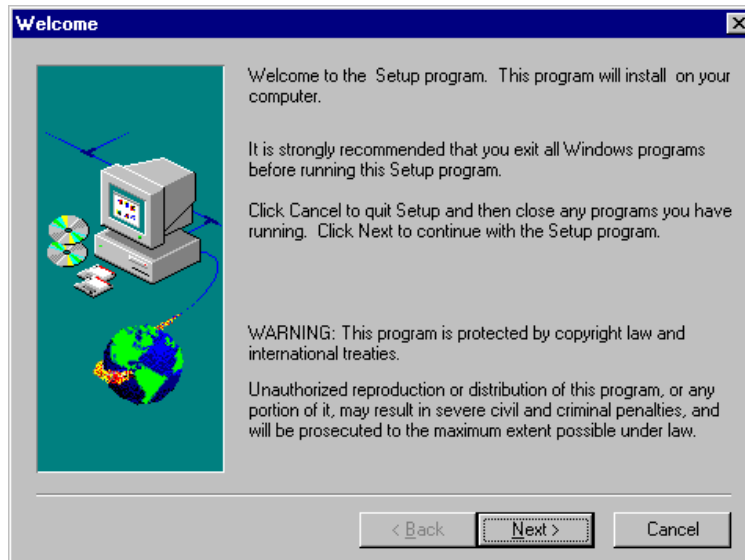 Welcome
Welcome to the  Setup program.  This program will install  on your
computer.
It is strongly recommended that you exit all Windows programs
before running this Setup program.
Click Cancel to quit Setup and then close any programs you have
running.  Click Next to continue with the Setup program.
WARNING: This program is protected by copyright law and
international treaties.
Unauthorized reproduction or distribution of this program, or any
portion of it, may result in severe civil and criminal penalties, and
will be prosecuted to the maximum extent possible under law.
< Back
Next >
Cancel